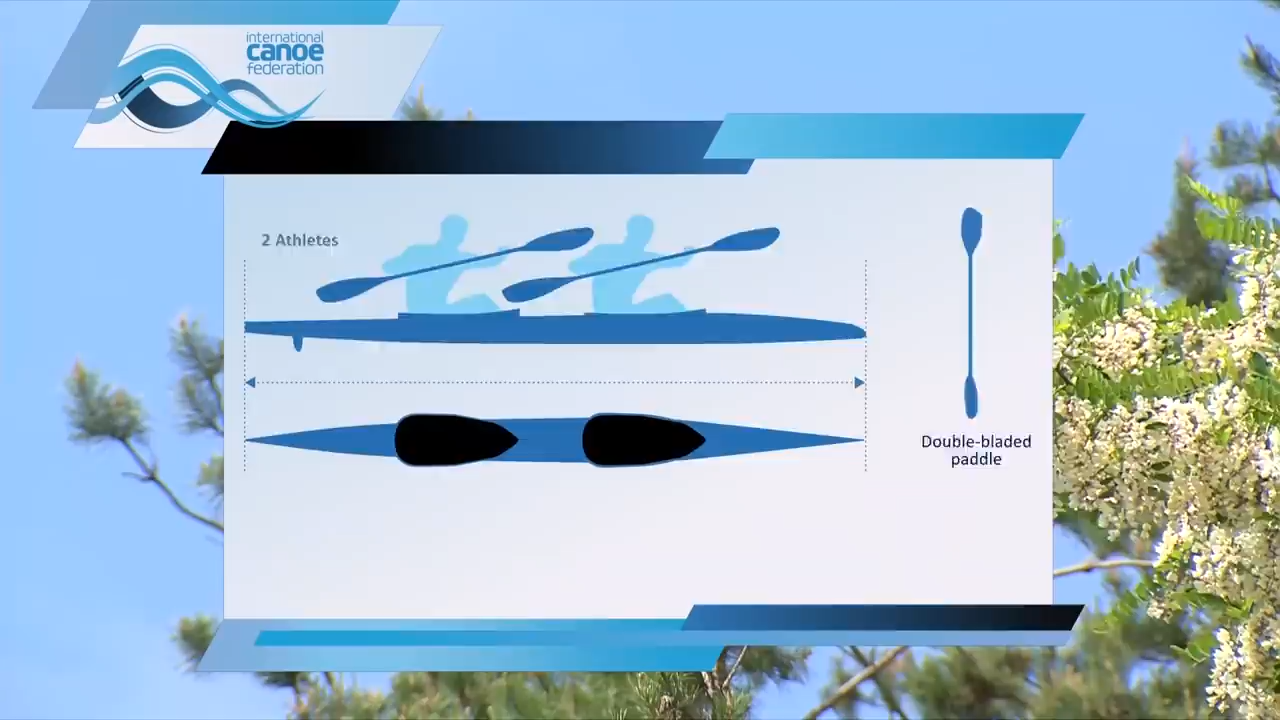 international
canoe
federation
2 Athletes
Double-bladed
paddle